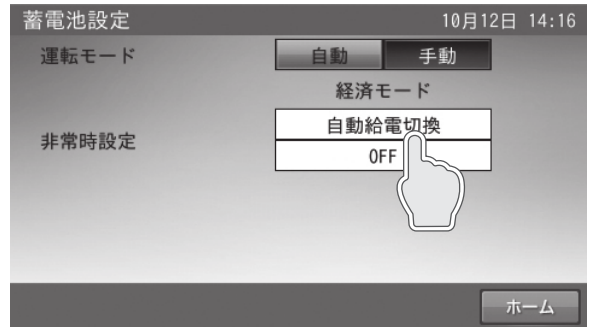 蓄電池設定 10月12日 14:16
運転モード 自動 手動
経済モード
非常時設定 自動給電切換
OFF
ホーム